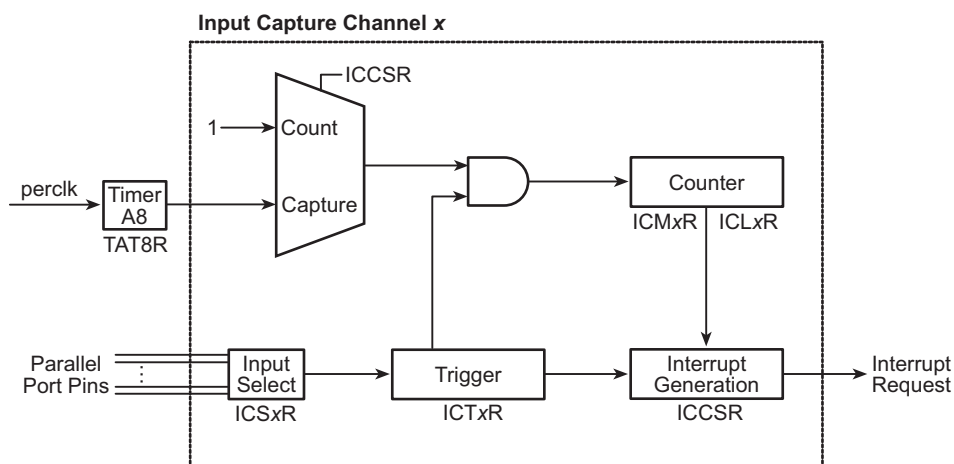 Input Capture Channel x
ICCSR
1
Count
perclk
Timer
A8
TAT8R
Capture
Counter
ICMxR ICLxR
Parallel
Port Pins
Input
Select
ICSxR
Trigger
ICTxR
Interrupt
Generation
ICCSR
Interrupt
Request